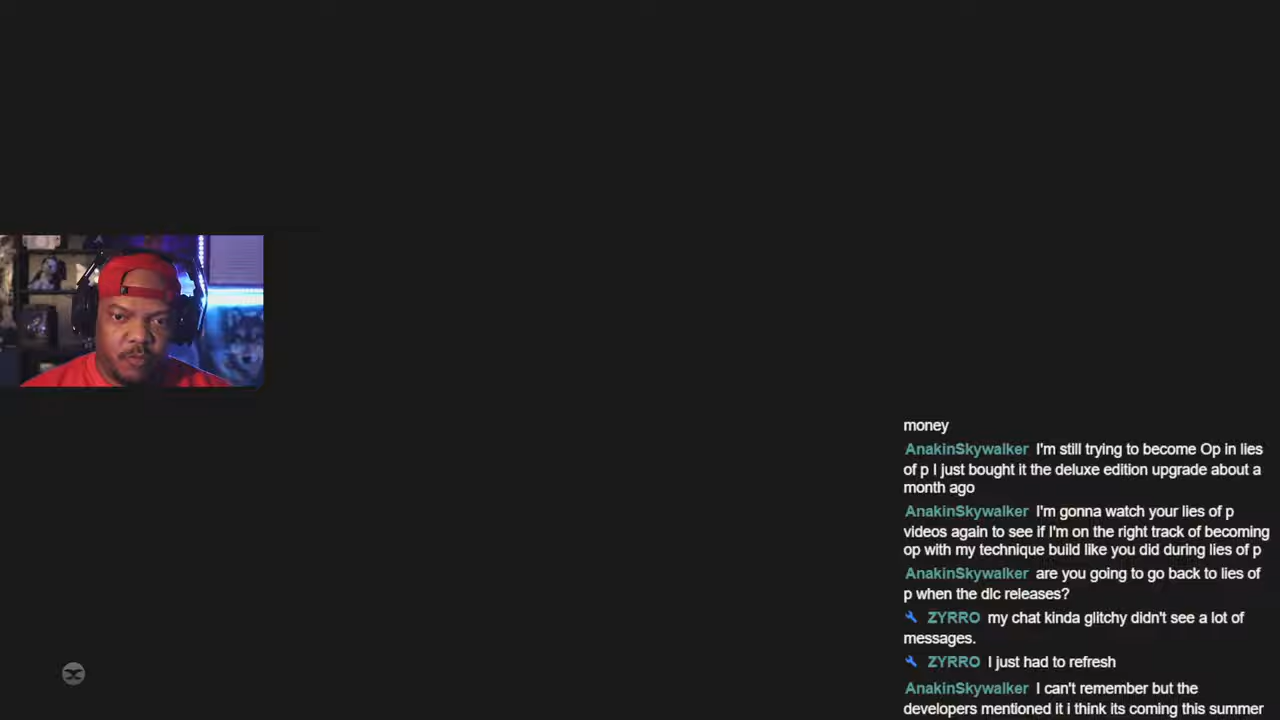 money
AnakinSkywalker I'm still trying to become Op in lies
of p I just bought it the deluxe edition upgrade about a
month ago
AnakinSkywalker I'm gonna watch your lies of p
videos again to see if I'm on the right track of becoming
op with my technique build like you did during lies of p
AnakinSkywalker are you going to go back to lies of
p when the dlc releases?
ZYRRO my chat kinda glitchy didn't see a lot of
messages.
ZYRRO I just had to refresh
AnakinSkywalker I can't remember but the
developers mentioned it i think its coming this summer